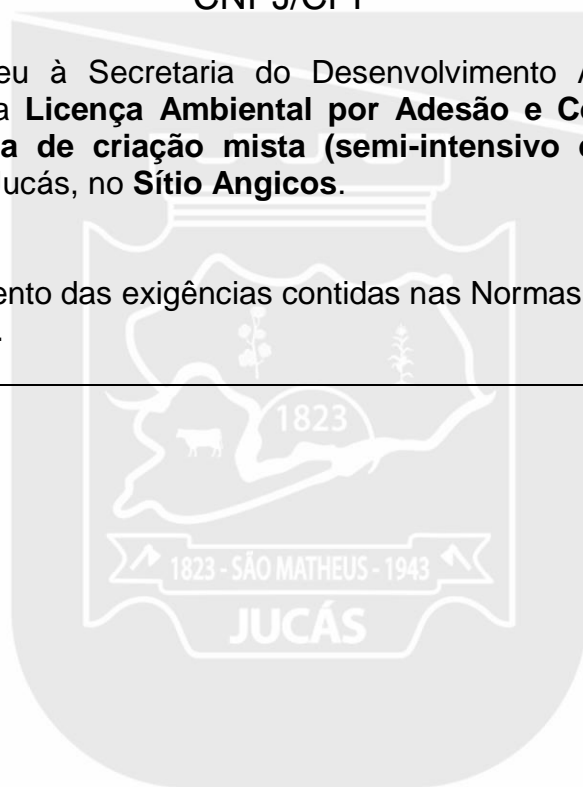 eu à Secretaria do Desenvolvimento
a Licença Ambiental por Adesão e
a de criação mista (semi-intensivo
ucás, no Sítio Angicos.
ento das exigências contidas nas Normas
.
1823
1823 - SÃO MATHEUS - 1943
JUCÁS